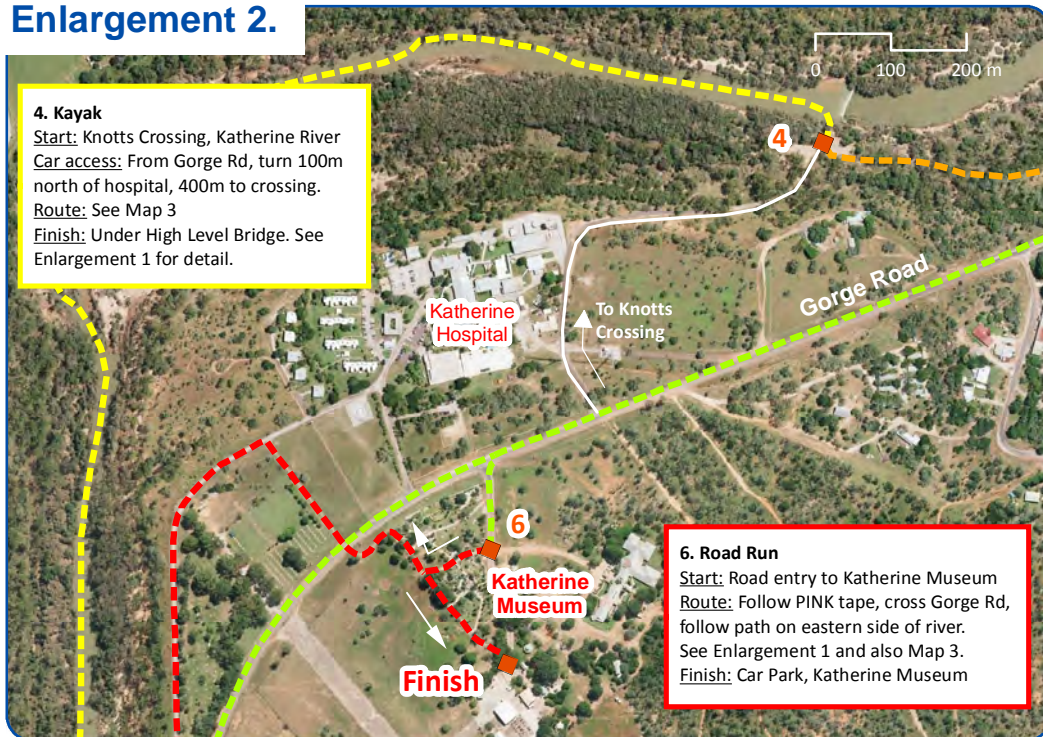 Enlargement 2.
0 100 200 m
4. Kayak
Start: Knotts Crossing, Katherine River
Car access: From Gorge Rd, turn 100m
north of hospital, 400m to crossing.
Route: See Map 3
Finish: Under High Level Bridge. See
Enlargement 1 for detail.
4
Gorge Road
To Knotts
Crossing
Katherine
Hospital
6
Katherine
Museum
Finish
6. Road Run
Start: Road entry to Katherine Museum
Route: Follow PINK tape, cross Gorge Rd,
follow path on eastern side of river.
See Enlargement 1 and also Map 3.
Finish: Car Park, Katherine Museum